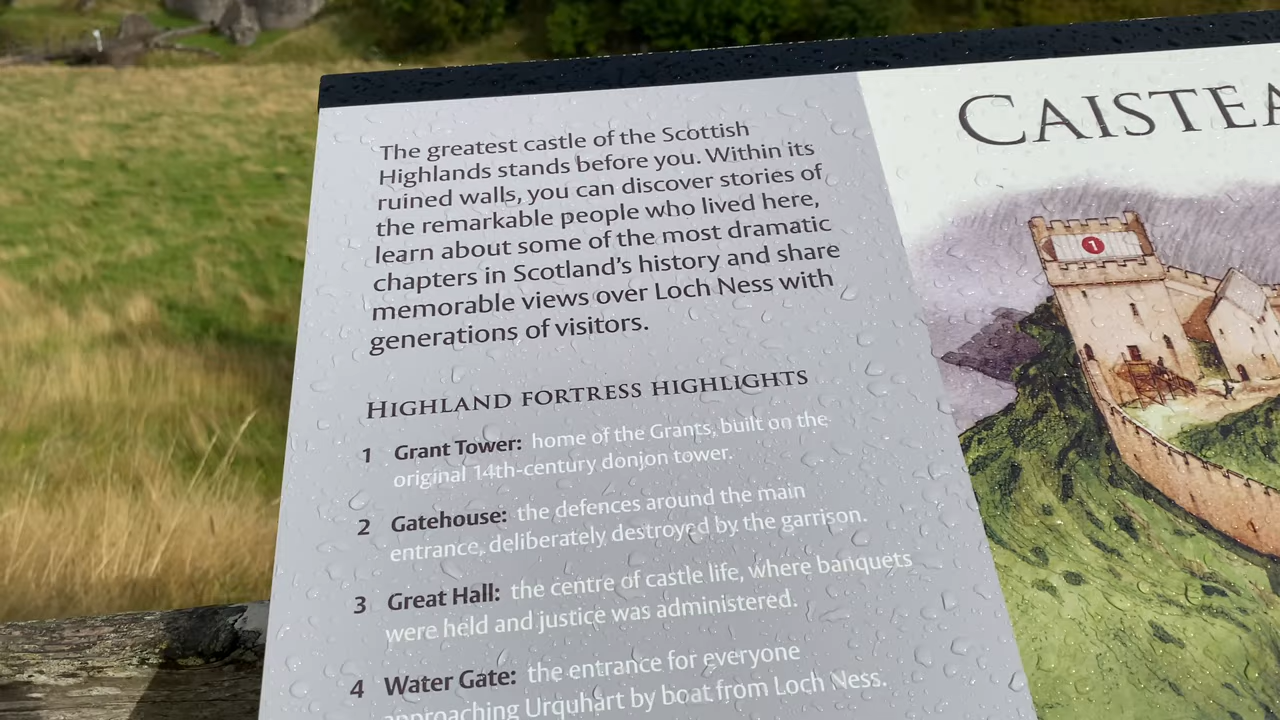 The greatest castle of the Scottish
Highlands stands before you. Within its
ruined walls, you can discover stories of
the remarkable people who lived here,
learn about some of the most dramatic
chapters in Scotland's history and share
memorable views over Loch Ness with
generations of visitors.
HIGHLAND FORTRESS HIGHLIGHTS
1 Grant Tower: home of the Grants, built on the
original 14th-century donjon tower.
2 Gatehouse: the defences around the main
entrance, deliberately destroyed by the garrison.
3 Great Hall: the centre of castle life, where banquets
were held and justice was administered.
4 Water Gate: the entrance for everyone
approaching Urquhart by boat from Loch Ness.
CAISTEA
1